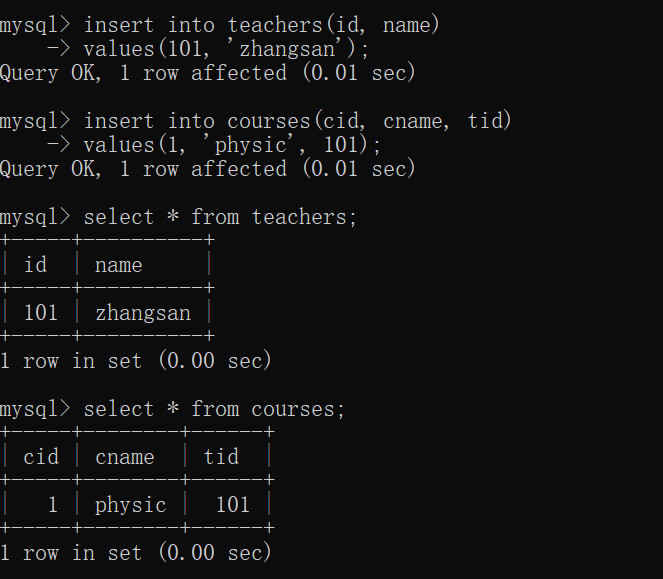 mysql> insert into teachers(id, name)
    -> values(101, 'zhangsan');
Query OK, 1 row affected (0.01 sec)

mysql> insert into courses(cid, cname, tid)
    -> values(1, 'physic', 101);
Query OK, 1 row affected (0.01 sec)

mysql> select * from teachers;
+-----+----------+
| id  | name     |
+-----+----------+
| 101 | zhangsan |
+-----+----------+
1 row in set (0.00 sec)

mysql> select * from courses;
+-----+--------+------+
| cid | cname  | tid  |
+-----+--------+------+
|   1 | physic |  101 |
+-----+--------+------+
1 row in set (0.00 sec)